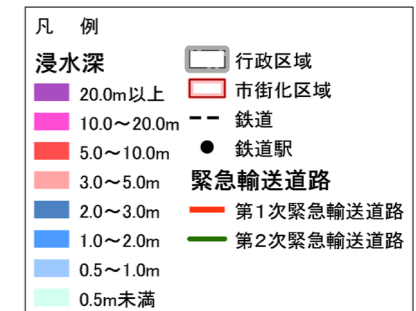 凡　例
浸水深
20.0m以上
10.0～20.0m
5.0～10.0m
3.0～5.0m
2.0～3.0m
1.0～2.0m
0.5～1.0m
0.5m未満
行政区域
市街化区域
鉄道
鉄道駅
緊急輸送道路
第１次緊急輸送道路
第２次緊急輸送道路